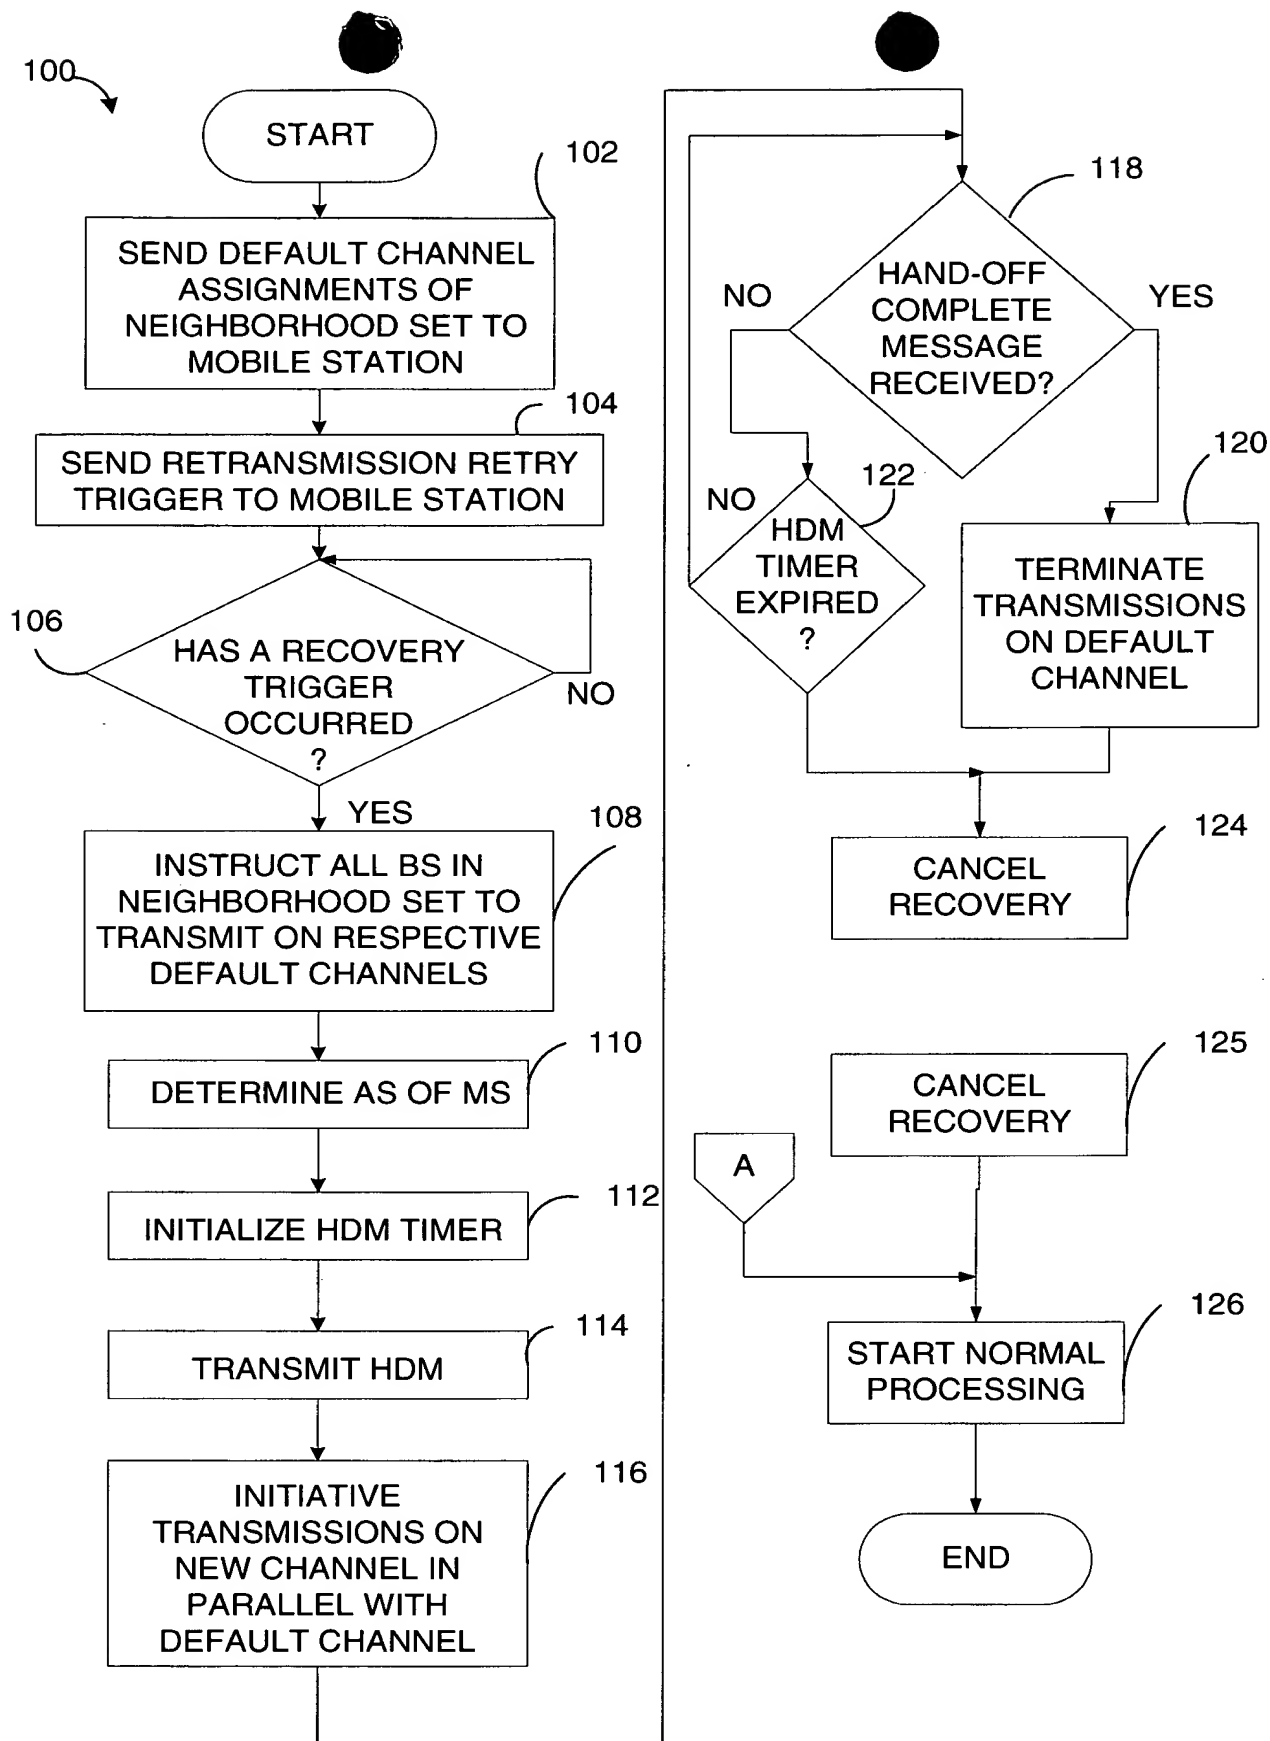 100
START
102
SEND DEFAULT CHANNEL
ASSIGNMENTS OF
NEIGHBORHOOD SET TO
MOBILE STATION
104
SEND RETRANSMISSION RETRY
TRIGGER TO MOBILE STATION
106
HAS A RECOVERY
TRIGGER
OCCURRED
?
NO
YES
108
INSTRUCT ALL BS IN
NEIGHBORHOOD SET TO
TRANSMIT ON RESPECTIVE
DEFAULT CHANNELS
110
DETERMINE AS OF MS
112
INITIALIZE HDM TIMER
114
TRANSMIT HDM
116
INITIATIVE
TRANSMISSIONS ON
NEW CHANNEL IN
PARALLEL WITH
DEFAULT CHANNEL
118
HAND-OFF
COMPLETE
MESSAGE
RECEIVED?
NO
YES
120
122
NO
HDM
TIMER
EXPIRED
?
TERMINATE
TRANSMISSIONS
ON DEFAULT
CHANNEL
124
CANCEL
RECOVERY
125
CANCEL
RECOVERY
A
126
START NORMAL
PROCESSING
END